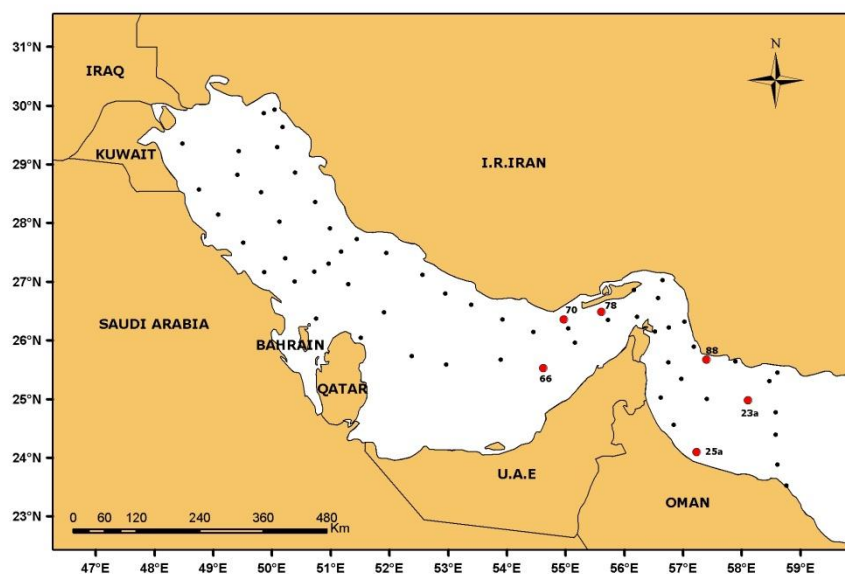 N
31°N
IRAQ
30°N
KUWAIT
29°N
I.R.IRAN
28°N
27°N
70
78
SAUDI ARABIA
26°N
BAHRAIN
88
66
QATAR
25°N
23a
25a
24°N
U.A.E
OMAN
23°N
0 60 120 240 360 480
Km
47°E 48°E 49°E 50°E 51°E 52°E 53°E 54°E 55°E 56°E 57°E 58°E 59°E